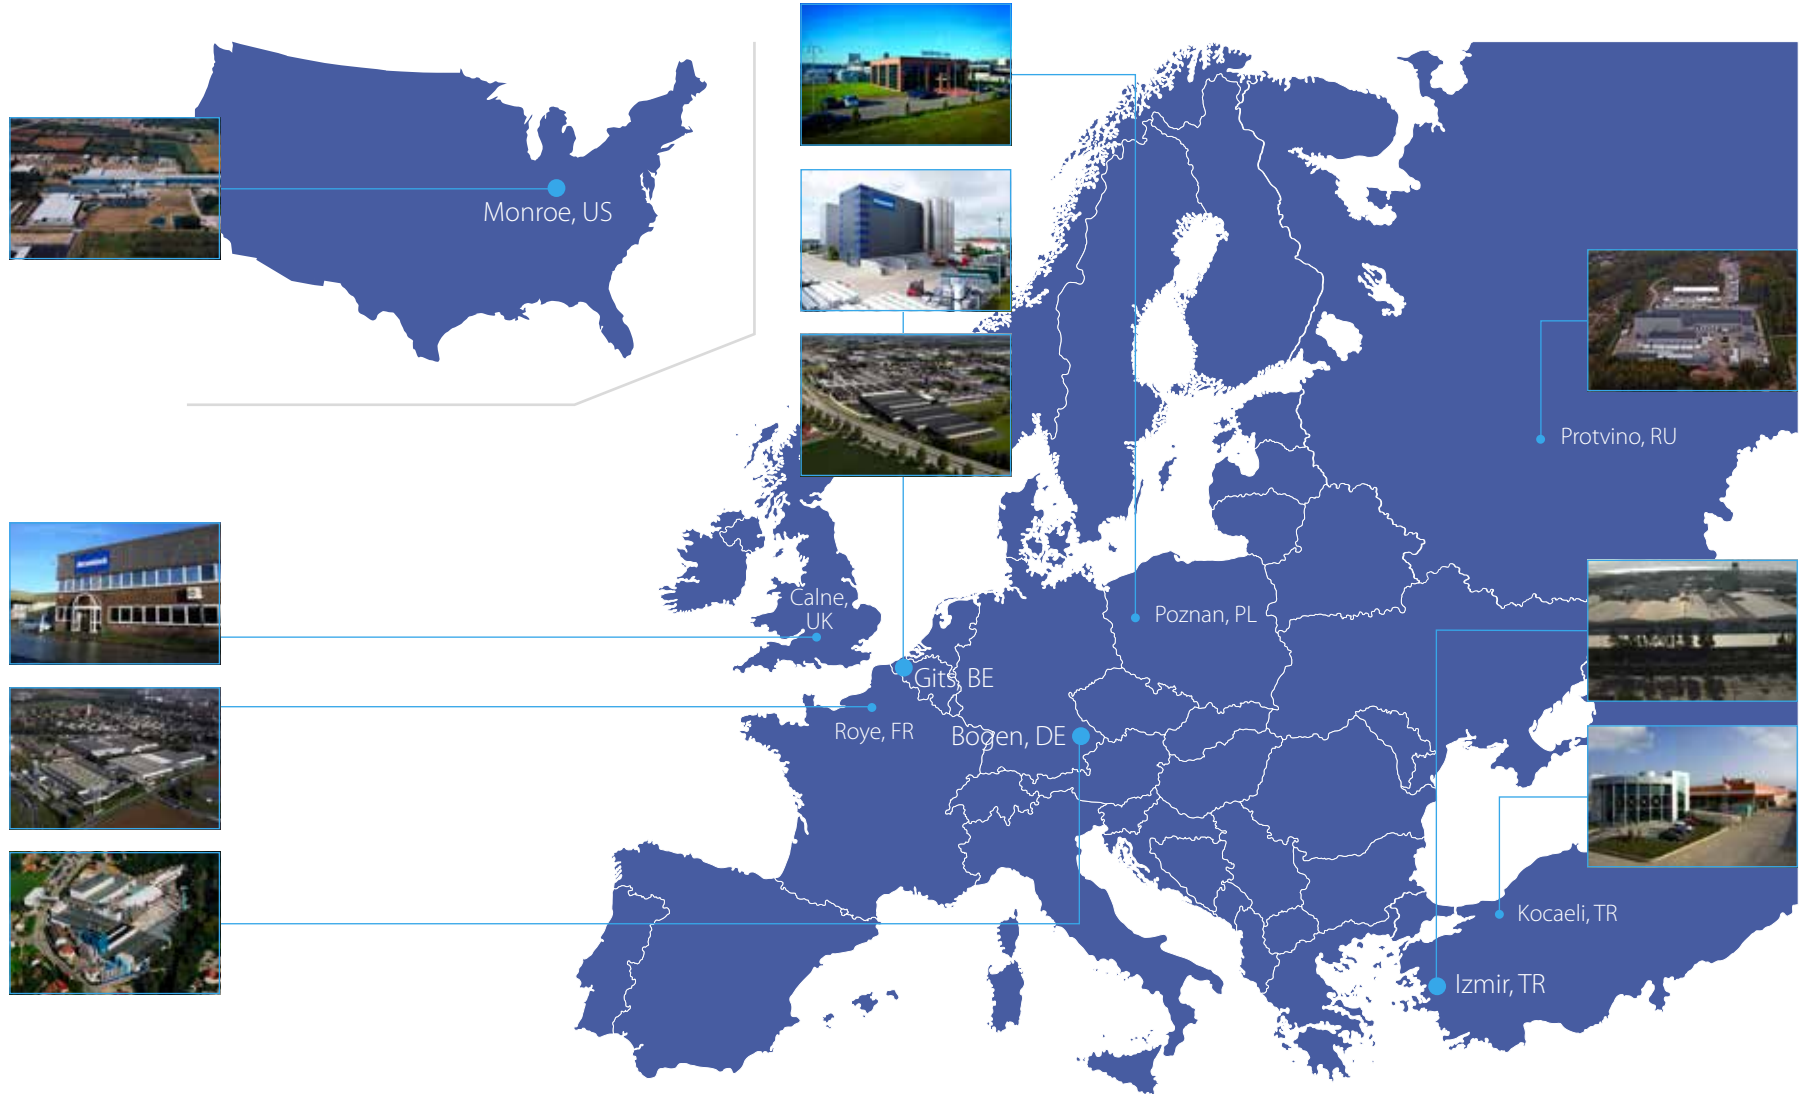 Monroe, US
Protvino, RU
Calne,
UK
Poznan, PL
Gits, BE
Roye, FR
Bogen, DE
Kocaeli, TR
Izmir, TR